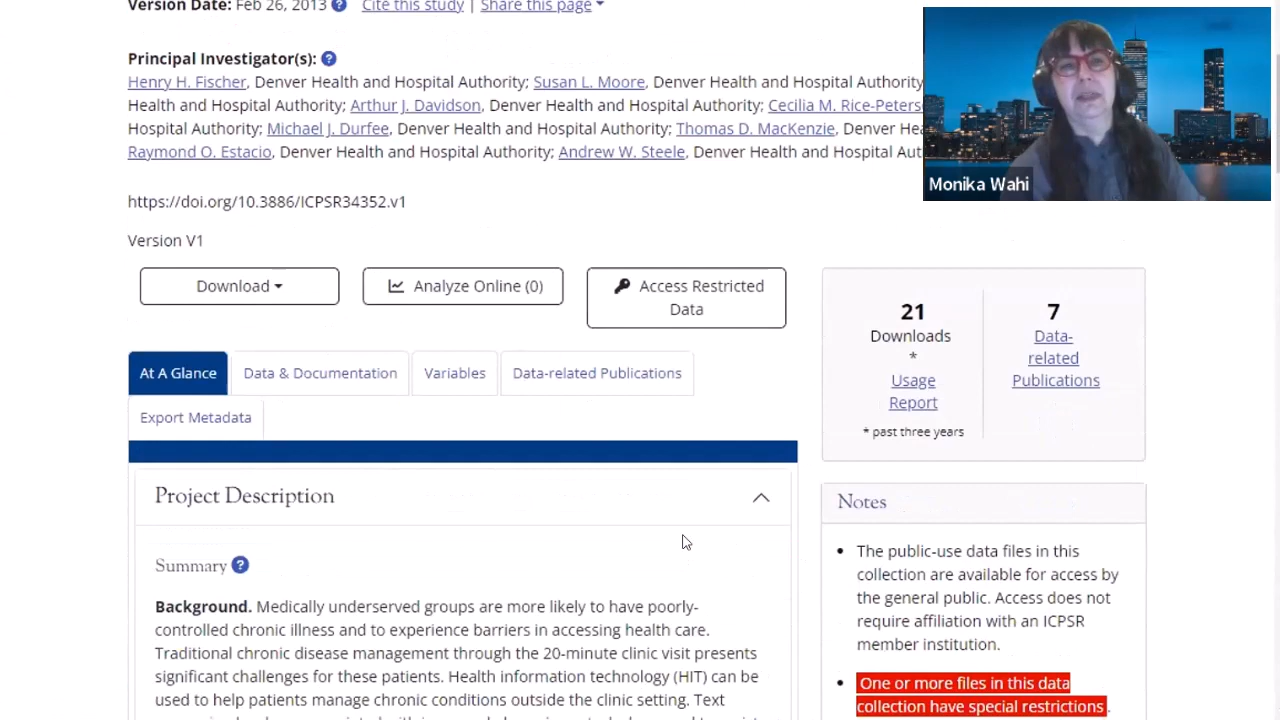 Version Date: Feb 26, 2013 ? Cite this study | Share this page
Principal Investigator(s): ?
Henry H. Fischer, Denver Health and Hospital Authority; Susan L. Moore, Denver Health and Hospital Authority;
Health and Hospital Authority; Arthur J. Davidson, Denver Health and Hospital Authority; Cecilia M. Rice-Peters
Hospital Authority; Michael J. Durfee, Denver Health and Hospital Authority; Thomas D. MacKenzie, Denver Hea
Raymond O. Estacio, Denver Health and Hospital Authority; Andrew W. Steele, Denver Health and Hospital Aut
Monika Wahi
https://doi.org/10.3886/ICPSR34352.v1
Version V1
Download
Analyze Online (0)
Access Restricted
Data
21
Downloads
*
Usage
Report
* past three years
7
Data-
related
Publications
At A Glance
Data & Documentation
Variables
Data-related Publications
Export Metadata
Project Description
Summary ?
Background. Medically underserved groups are more likely to have poorly-
controlled chronic illness and to experience barriers in accessing health care.
Traditional chronic disease management through the 20-minute clinic visit presents
significant challenges for these patients. Health information technology (HIT) can be
used to help patients manage chronic conditions outside the clinic setting. Text
Notes
• The public-use data files in this
collection are available for access by
the general public. Access does not
require affiliation with an ICPSR
member institution.
• One or more files in this data
collection have special restrictions.